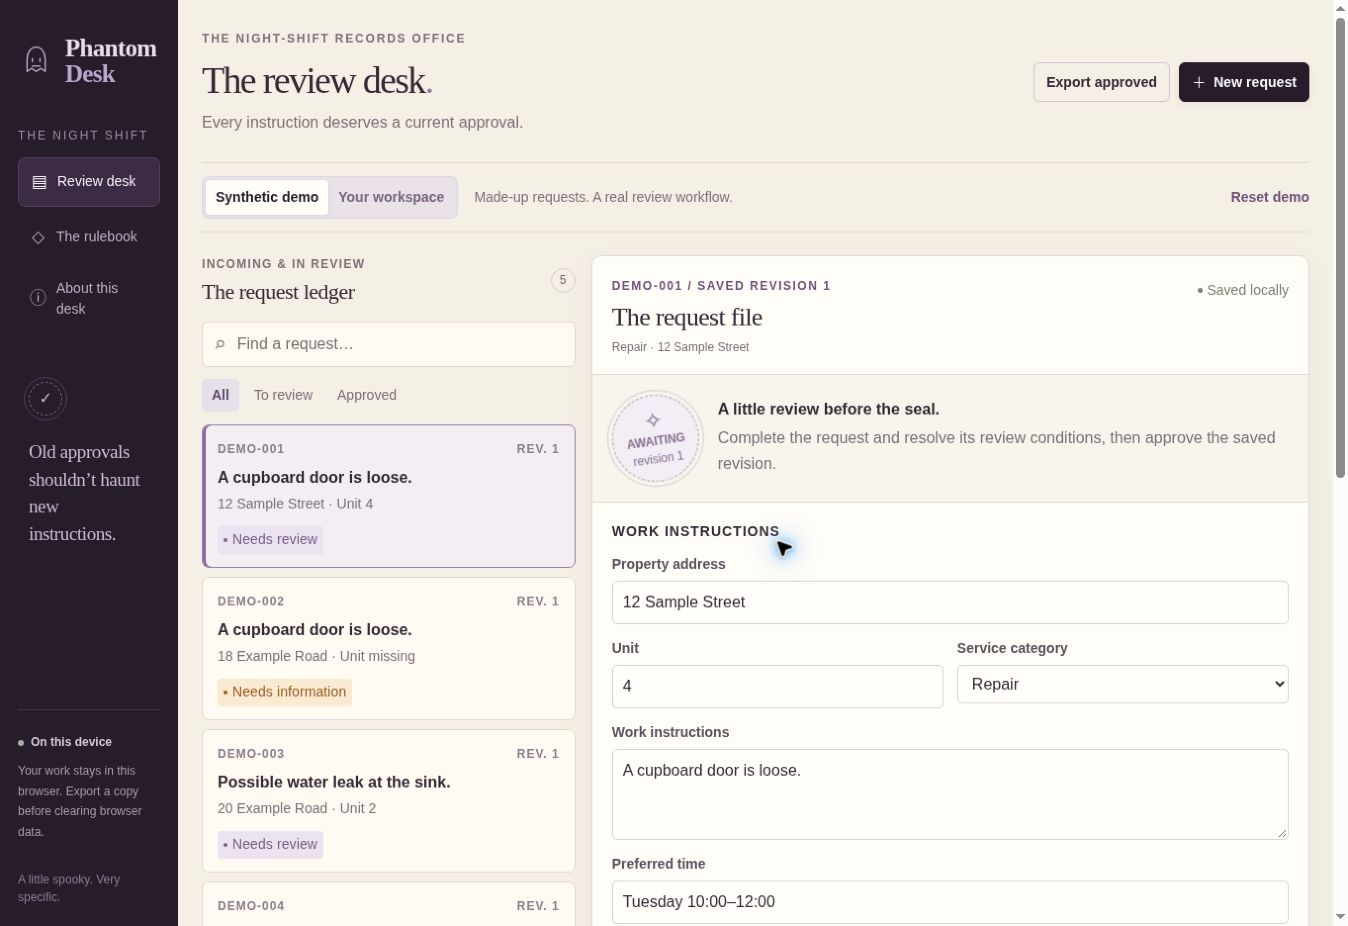 Phantom
Desk
THE NIGHT SHIFT
Review desk
The rulebook
About this
desk
Old approvals
shouldn’t haunt
new
instructions.
On this device
Your work stays in this
browser. Export a copy
before clearing browser
data.
A little spooky. Very
specific.
THE NIGHT-SHIFT RECORDS OFFICE
The review desk.
Every instruction deserves a current approval.
Export approved
New request
Synthetic demo
Your workspace
Made-up requests. A real review workflow.
Reset demo
INCOMING & IN REVIEW
The request ledger
5
Find a request…
All
To review
Approved
DEMO-001
REV. 1
A cupboard door is loose.
12 Sample Street · Unit 4
• Needs review
DEMO-002
REV. 1
A cupboard door is loose.
18 Example Road · Unit missing
• Needs information
DEMO-003
REV. 1
Possible water leak at the sink.
20 Example Road · Unit 2
• Needs review
DEMO-004
REV. 1
DEMO-001 / SAVED REVISION 1
The request file
Repair · 12 Sample Street
Saved locally
AWAITING
revision 1
A little review before the seal.
Complete the request and resolve its review conditions, then approve the saved
revision.
WORK INSTRUCTIONS
Property address
12 Sample Street
Unit
4
Service category
Repair
Work instructions
A cupboard door is loose.
Preferred time
Tuesday 10:00–12:00